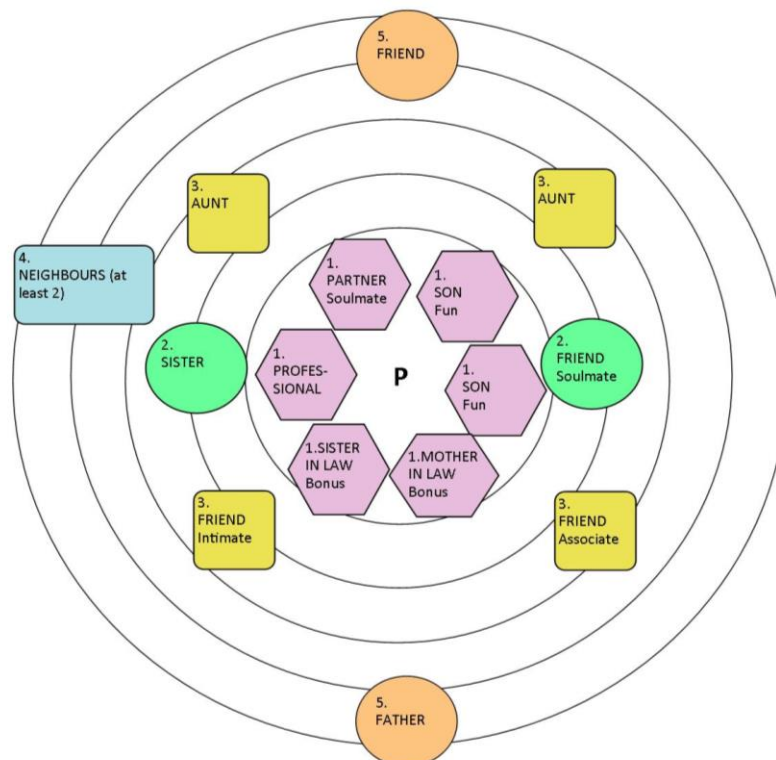 5.
FRIEND
3.
AUNT
3.
AUNT
4.
NEIGHBOURS (at
least 2)
1.
PARTNER
Soulmate
1.
SON
Fun
2.
SISTER
1.
PROFES-
SIONAL
P
1.
SON
Fun
2.
FRIEND
Soulmate
1.SISTER
IN LAW
Bonus
1.MOTHER
IN LAW
Bonus
3.
FRIEND
Intimate
3.
FRIEND
Associate
5.
FATHER